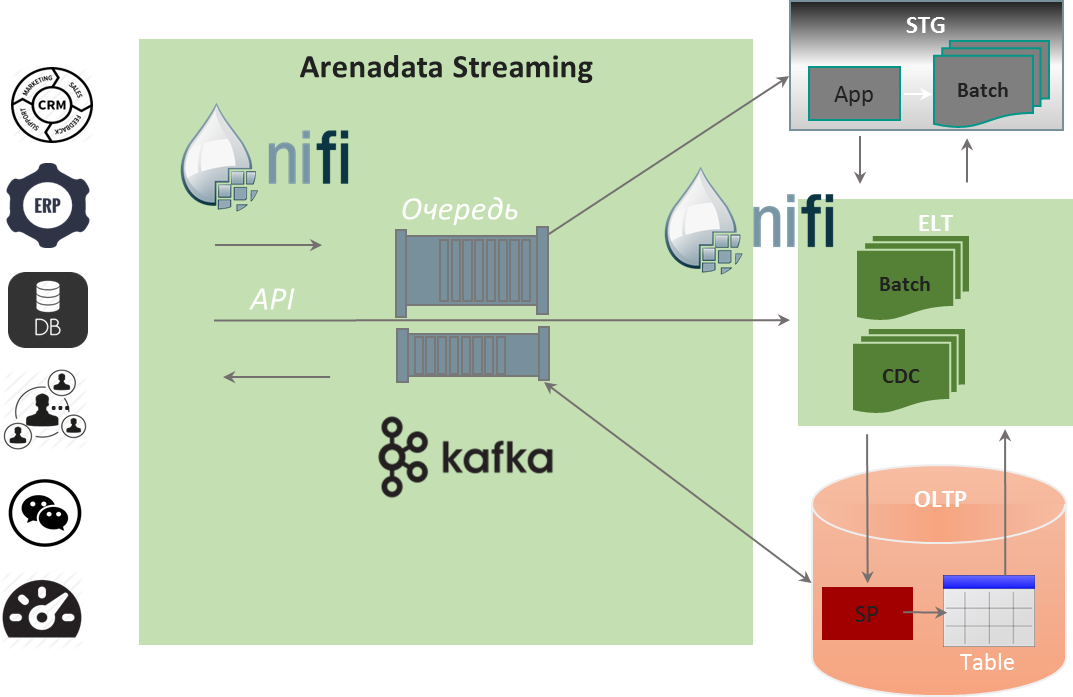 Arenadata Streaming
MARKETING
SALES
FEEDBACK
SUPPORT
CRM
ERP
DB
nifi
Очередь
API
kafka
STG
App
Batch
nifi
ELT
Batch
CDC
OLTP
SP
Table